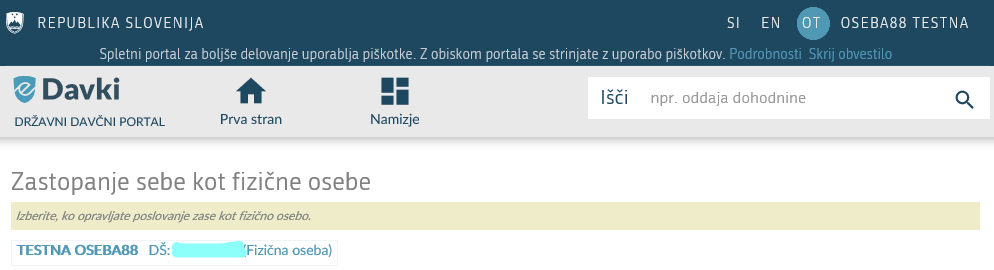 REPUBLIKA SLOVENIJA SI EN OT OSEBA88 TESTNA
Spletni portal za boljše delovanje uporablja piškotke. Z obiskom portala se strinjate z uporabo piškotkov. Podrobnosti Skrij obvestilo
eDavki
DRŽAVNI DAVČNI PORTAL
Prva stran
Namizje
Išči npr. oddaja dohodnine
Zastopanje sebe kot fizične osebe
Izberite, ko opravljate poslovanje zase kot fizično osebo.
TESTNA OSEBA88 DŠ: (Fizična oseba)